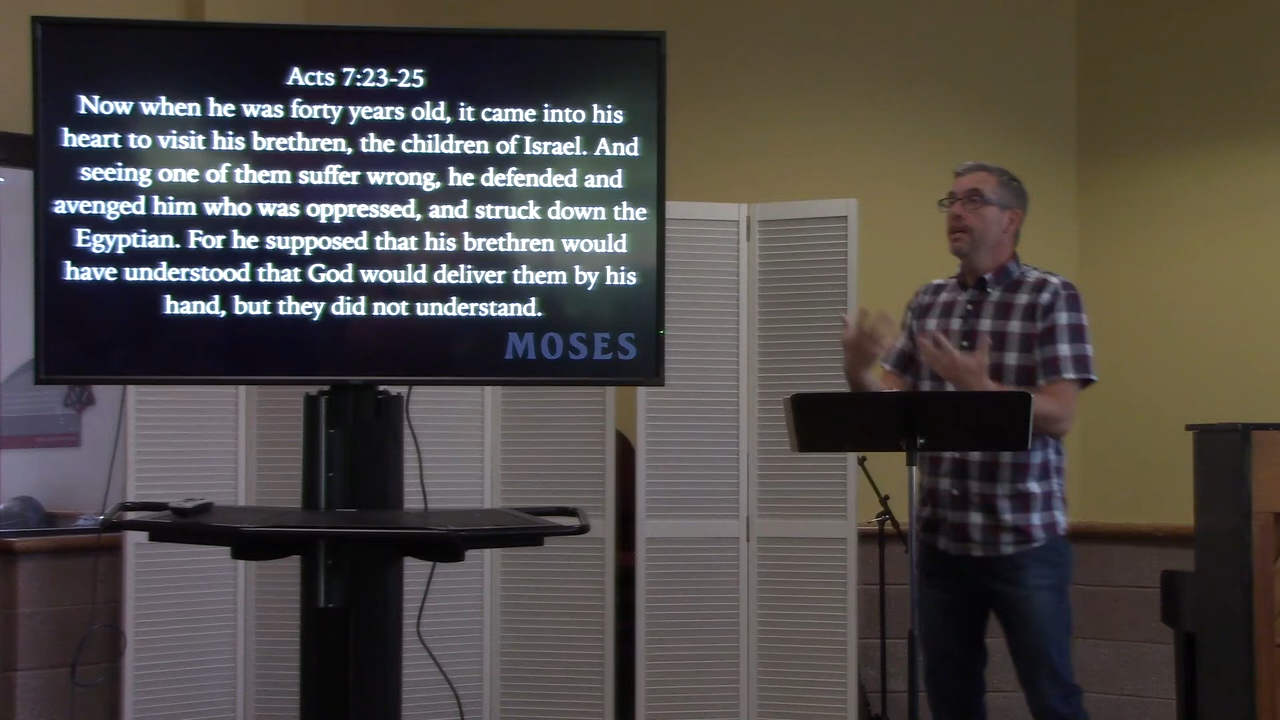 Acts 7:23-25
Now when he was forty years old, it came into his
heart to visit his brethren, the children of Israel. And
seeing one of them suffer wrong, he defended and
avenged him who was oppressed, and struck down the
Egyptian. For he supposed that his brethren would
have understood that God would deliver them by his
hand, but they did not understand.
MOSES